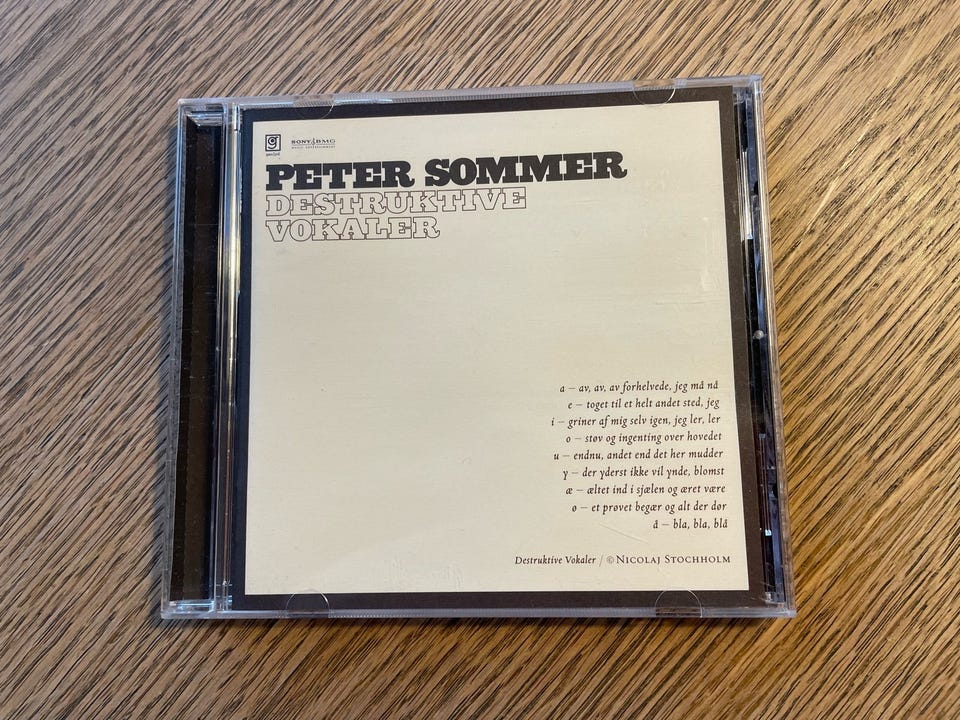 g
genlyd
SONY BMG
MUSIC ENTERTAINMENT
PETER SOMMER
DESTRUKTIVE
VOKALER
a – av, av, av forhelvede, jeg må nå
e – toget til et helt andet sted, jeg
i – griner af mig selv igen, jeg ler, ler
o – støv og ingenting over hovedet
u – endnu, andet end det her mudder
y – der yderst ikke vil ynde, blomst
æ – æltet ind i sjælen og æret være
ø – et prøvet begær og alt der dør
å – bla, bla, blå
Destruktive Vokaler / © NICOLAJ STOCHHOLM